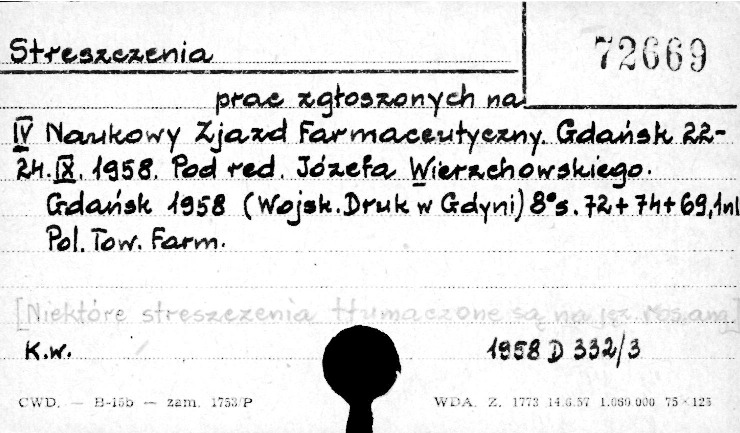 Streszczenia
72669
prac zgłoszonych na
IV Naukowy Zjazd Farmaceutyczny. Gdańsk 22-
24.IX.1958. Pod red. Józefa Wierzchowskiego.
Gdańsk 1958 (Wojsk. Druk w Gdyni) 8° s. 72+74+69,1nl
Pol. Tow. Farm.
[Niektóre streszczenia tłumaczone są na jęz. ros. ang]
K.w.
1958 D 332/3
CWD. — B-15b — zam. 1753/P
WDA. Z. 1773 14.6.57 1.080.000 75×125